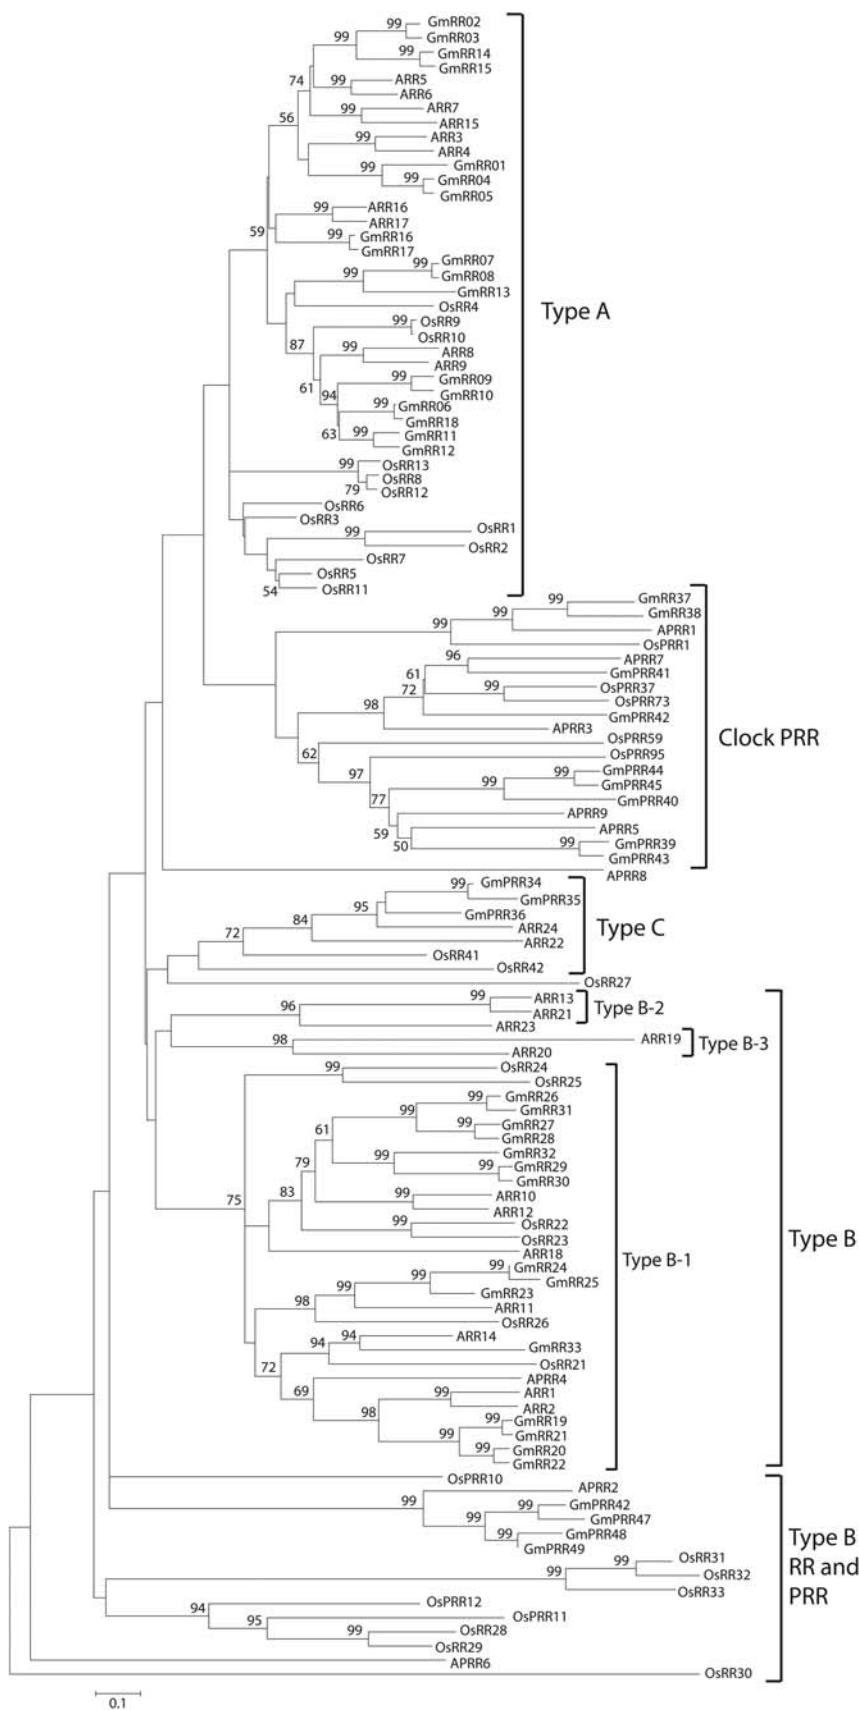 99
GmRR02
GmRR03
99
99
GmRR14
GmRR15
74
99
ARR5
ARR6
99
ARR7
ARR15
56
99
ARR3
ARR4
99
GmRR01
99
GmRR04
GmRR05
59
99
ARR16
ARR17
99
GmRR16
GmRR17
99
99
GmRR07
GmRR08
GmRR13
OsRR4
Type A
87
99
OsRR9
OsRR10
99
ARR8
ARR9
61
99
GmRR09
GmRR10
94
99
GmRR06
GmRR18
63
99
GmRR11
GmRR12
99
OsRR13
OsRR8
79
OsRR12
OsRR6
OsRR3
99
OsRR1
OsRR2
OsRR7
OsRR5
54
OsRR11
99
GmRR37
99
GmRR38
99
APRR1
OsPRR1
96
APRR7
61
GmPRR41
72
99
OsPRR37
OsPRR73
98
GmPRR42
APRR3
Clock PRR
62
OsPRR59
OsPRR95
97
99
99
GmPRR44
GmPRR45
GmPRR40
77
APRR9
59
APRR5
50
99
GmPRR39
GmPRR43
APRR8
99
GmPRR34
GmPRR35
95
GmPRR36
84
ARR24
Type C
72
ARR22
OsRR41
OsRR42
OsRR27
99
ARR13
96
ARR21
Type B-2
ARR23
98
ARR19
Type B-3
ARR20
99
OsRR24
OsRR25
99
99
GmRR26
GmRR31
61
99
GmRR27
GmRR28
79
99
GmRR32
99
GmRR29
GmRR30
83
99
ARR10
ARR12
75
99
OsRR22
OsRR23
ARR18
Type B-1
Type B
99
99
GmRR24
GmRR25
98
99
GmRR23
ARR11
OsRR26
94
94
ARR14
GmRR33
OsRR21
72
APRR4
69
99
ARR1
ARR2
98
99
99
GmRR19
GmRR21
99
GmRR20
GmRR22
OsPRR10
99
APRR2
99
99
GmPRR42
GmPRR47
99
GmPRR48
GmPRR49
Type B
RR and
PRR
99
99
OsRR31
OsRR32
OsRR33
94
OsPRR12
95
OsPRR11
99
OsRR28
OsRR29
APRR6
OsRR30
0.1